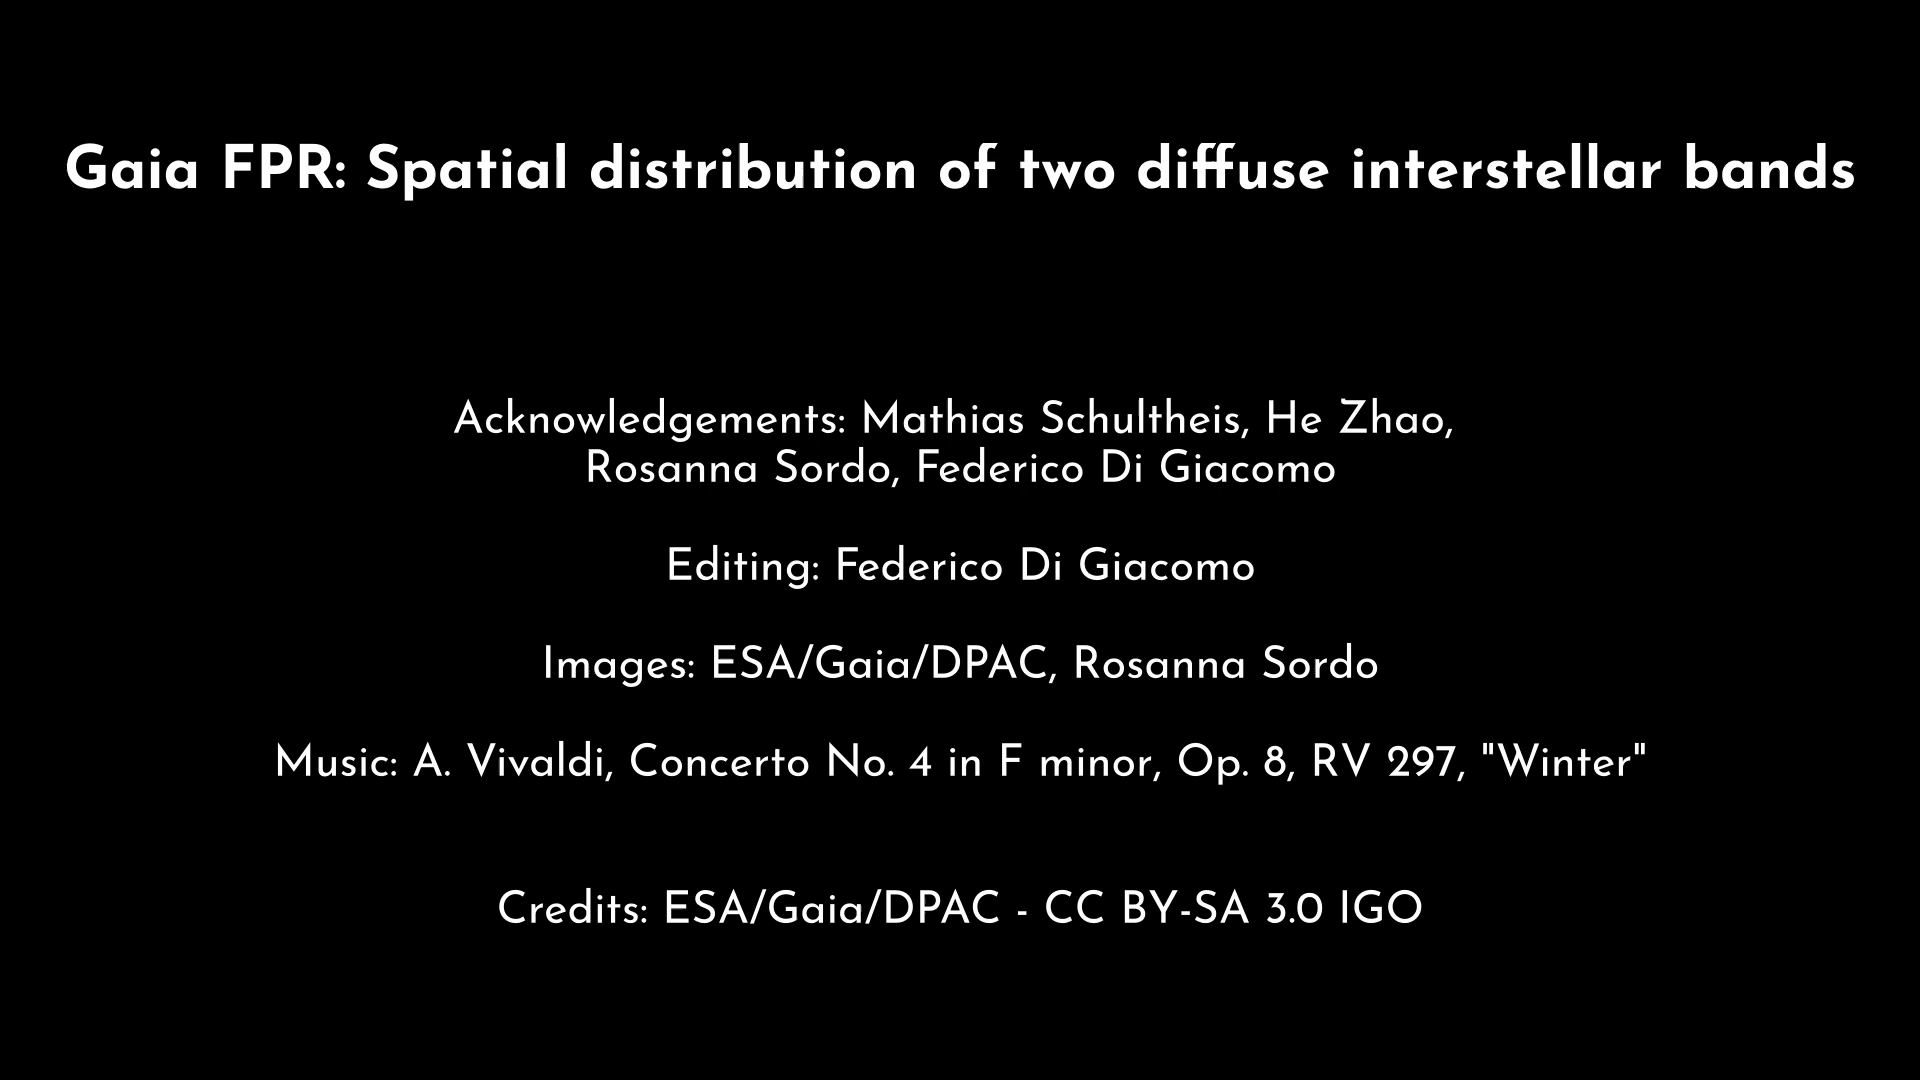 Gaia FPR: Spatial distribution of two diffuse interstellar bands
Acknowledgements: Mathias Schultheis, He Zhao,
Rosanna Sordo, Federico Di Giacomo
Editing: Federico Di Giacomo
Images: ESA/Gaia/DPAC, Rosanna Sordo
Music: A. Vivaldi, Concerto No. 4 in F minor, Op. 8, RV 297, "Winter"
Credits: ESA/Gaia/DPAC - CC BY-SA 3.0 IGO